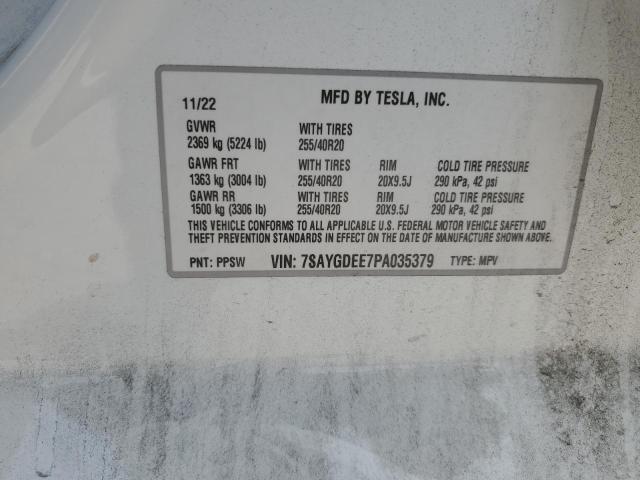 11/22 MFD BY TESLA, INC.
GVWR WITH TIRES
2369 kg (5224 lb) 255/40R20
GAWR FRT WITH TIRES RIM COLD TIRE PRESSURE
1363 kg (3004 lb) 255/40R20 20X9.5J 290 kPa, 42 psi
GAWR RR WITH TIRES RIM COLD TIRE PRESSURE
1500 kg (3306 lb) 255/40R20 20X9.5J 290 kPa, 42 psi
THIS VEHICLE CONFORMS TO ALL APPLICABLE U.S. FEDERAL MOTOR VEHICLE SAFETY AND
THEFT PREVENTION STANDARDS IN EFFECT ON THE DATE OF MANUFACTURE SHOWN ABOVE.
PNT: PPSW VIN: 7SAYGDEE7PA035379 TYPE: MPV